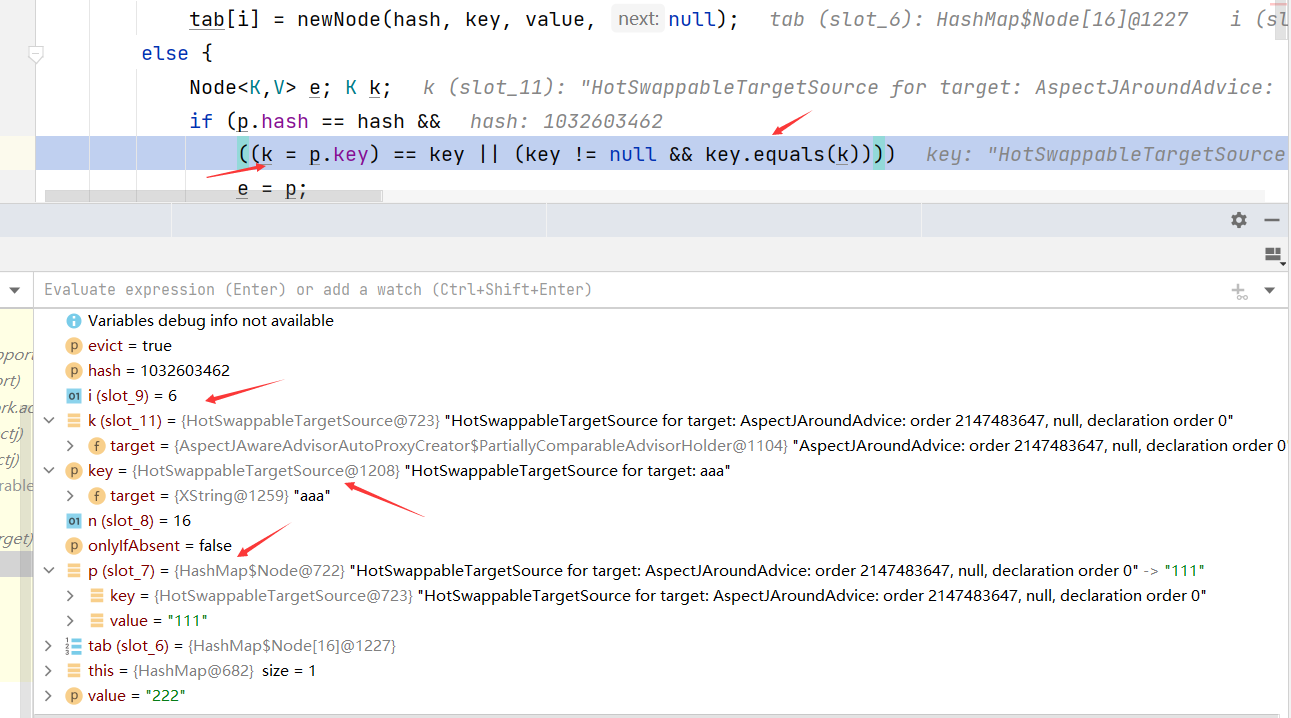 tab[i] = newNode(hash, key, value, next: null); tab (slot_6): HashMap$Node[16]@1227 i (sl
else {
Node<K,V> e; K k; k (slot_11): "HotSwappableTargetSource for target: AspectJAroundAdvice:
if (p.hash == hash && hash: 1032603462
((k = p.key) == key || (key != null && key.equals(k)))) key: "HotSwappableTargetSource
e = p;
Evaluate expression (Enter) or add a watch (Ctrl+Shift+Enter)
Variables debug info not available
evict = true
hash = 1032603462
i (slot_9) = 6
k (slot_11) = {HotSwappableTargetSource@723} "HotSwappableTargetSource for target: AspectJAroundAdvice: order 2147483647, null, declaration order 0"
target = {AspectJAwareAdvisorAutoProxyCreator$PartiallyComparableAdvisorHolder@1104} "AspectJAroundAdvice: order 2147483647, null, declaration order 0
key = {HotSwappableTargetSource@1208} "HotSwappableTargetSource for target: aaa"
target = {XString@1259} "aaa"
n (slot_8) = 16
onlyIfAbsent = false
p (slot_7) = {HashMap$Node@722} "HotSwappableTargetSource for target: AspectJAroundAdvice: order 2147483647, null, declaration order 0" -> "111"
key = {HotSwappableTargetSource@723} "HotSwappableTargetSource for target: AspectJAroundAdvice: order 2147483647, null, declaration order 0"
value = "111"
tab (slot_6) = {HashMap$Node[16]@1227}
this = {HashMap@682} size = 1
value = "222"